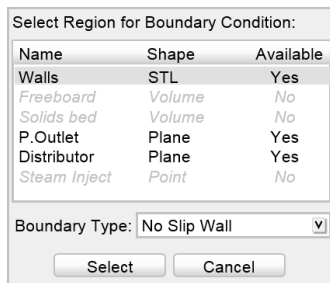 Select Region for Boundary Condition:
Name Shape Available
Walls STL Yes
Freeboard Volume No
Solids bed Volume No
P.Outlet Plane Yes
Distributor Plane Yes
Steam Inject Point No
Boundary Type: No Slip Wall
Select Cancel